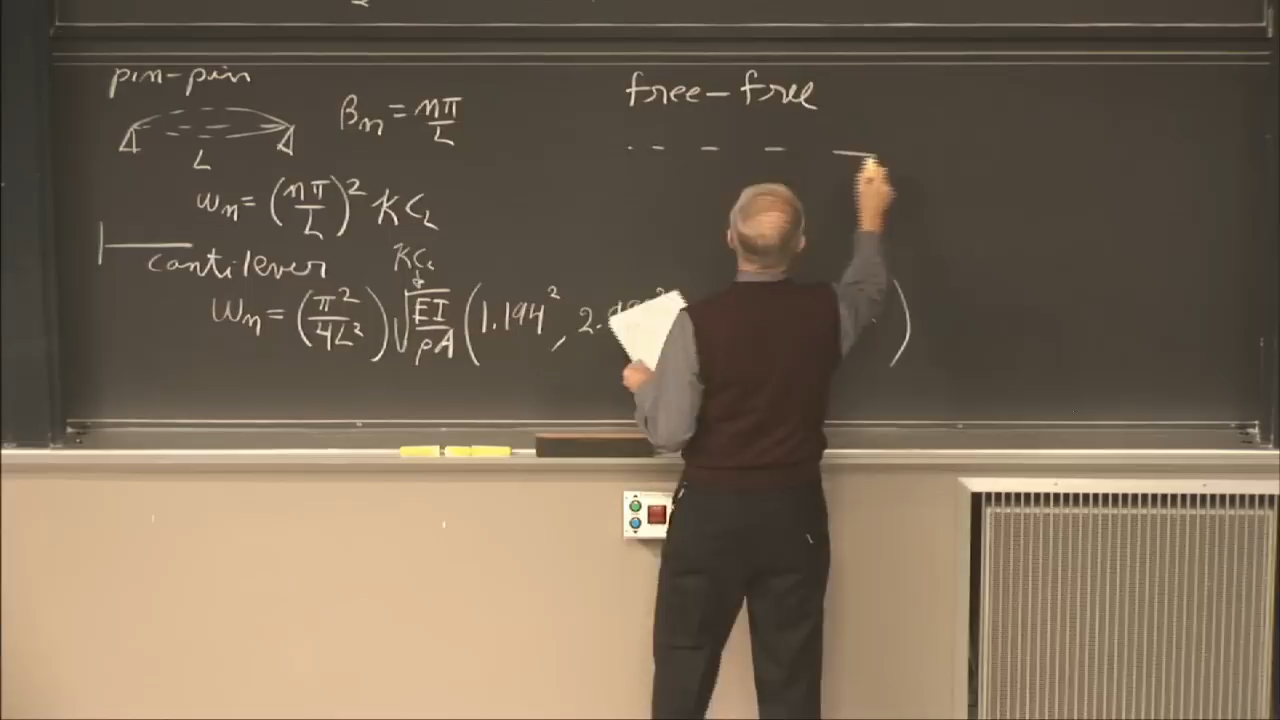 pin-pin
βₙ = nπ/L
L
ωₙ = (nπ/L)² κ C_L
cantilever
κ C_L
ωₙ = (π²/4L²) √(EI/ρA) (1.194², 2.
)
free-free